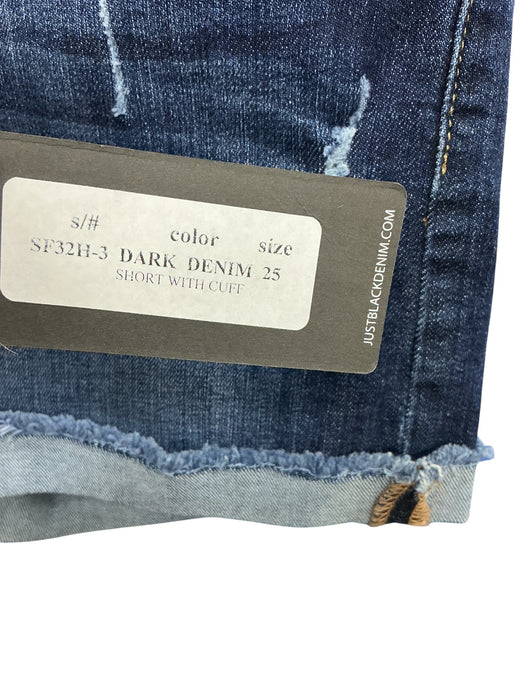 s/# color size
SF32H-3 DARK DENIM 25
SHORT WITH CUFF
JUSTBLACKDENIM.COM